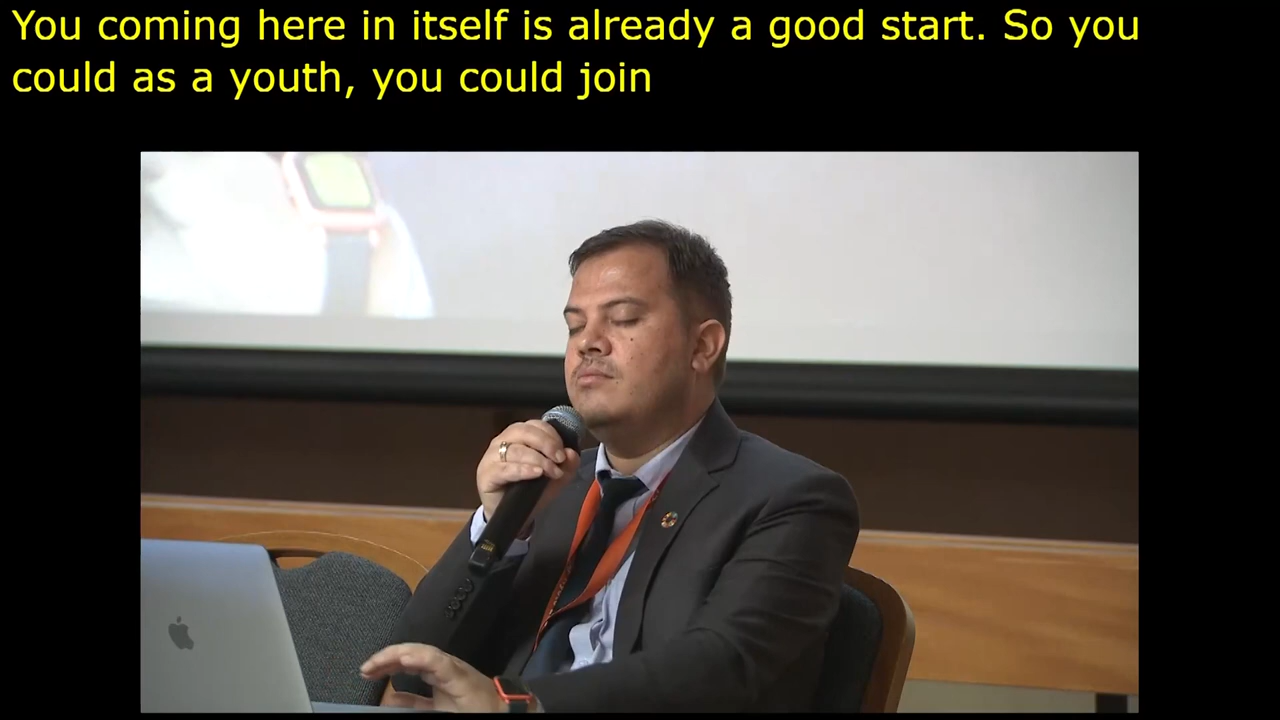 You coming here in itself is already a good start. So you
could as a youth, you could join